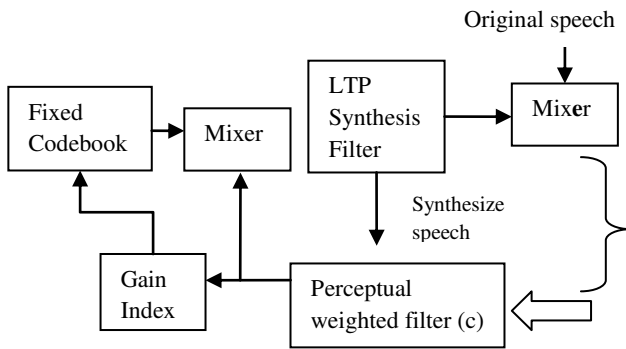 Original speech
Fixed
Codebook
Mixer
LTP
Synthesis
Filter
Mixer
Synthesize
speech
Gain
Index
Perceptual
weighted filter (c)